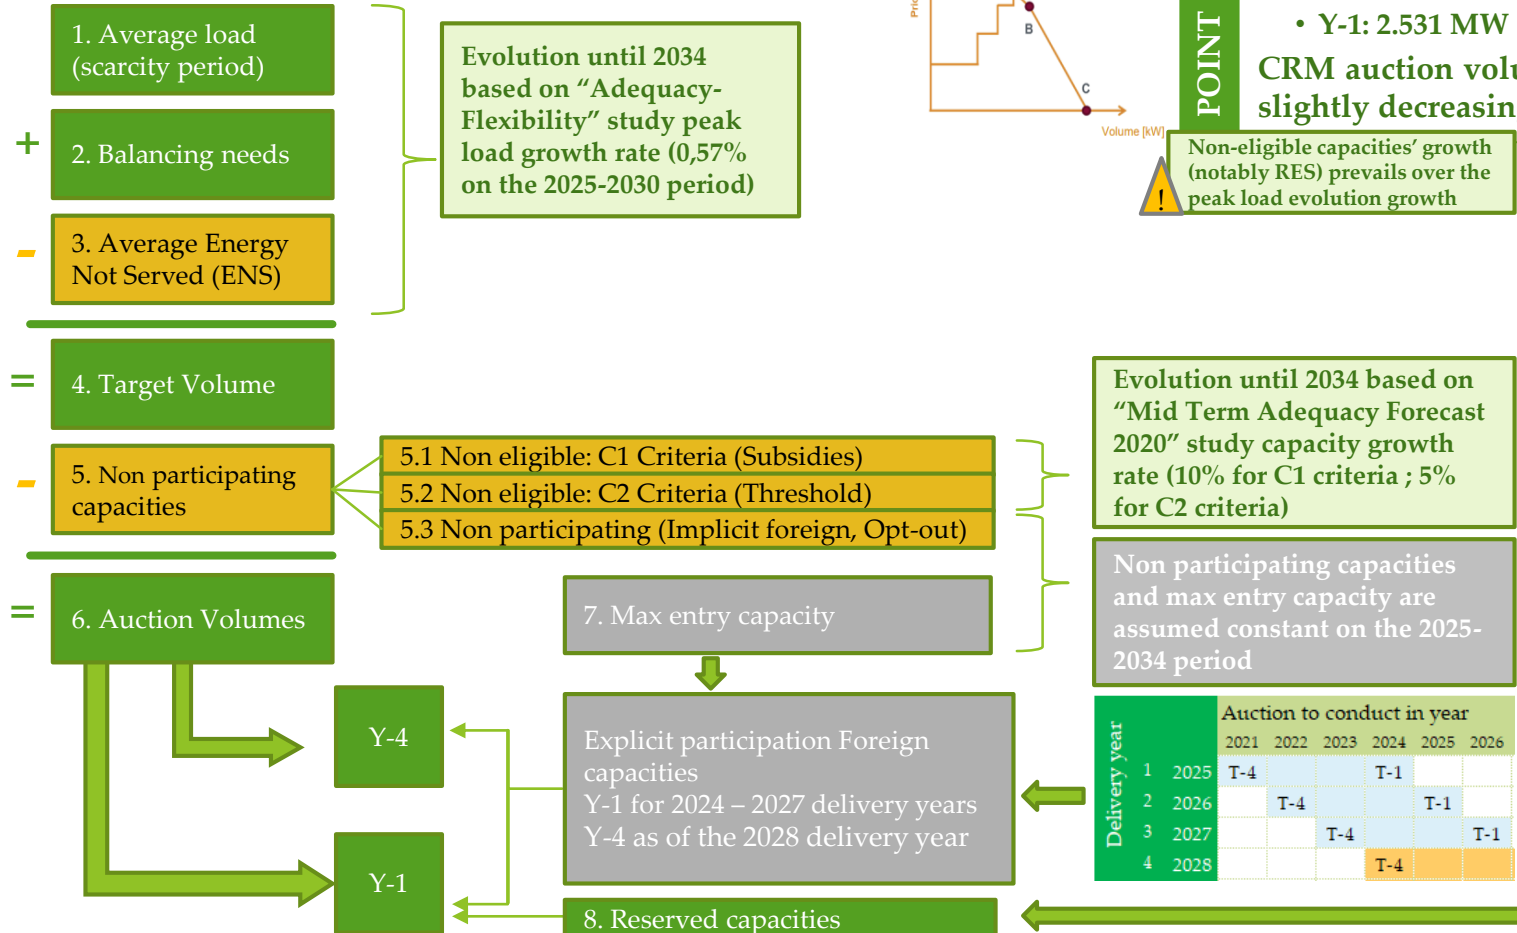 1. Average load
(scarcity period)
+
2. Balancing needs
-
3. Average Energy
Not Served (ENS)
Evolution until 2034
based on “Adequacy-
Flexibility” study peak
load growth rate (0,57%
on the 2025-2030 period)
B
C
Volume [kW]
POINT
• Y-1: 2.531 MW
CRM auction
slightly
Non-eligible capacities’ growth
(notably RES) prevails over the
peak load evolution growth
!
=
4. Target Volume
-
5. Non participating
capacities
5.1 Non eligible: C1 Criteria (Subsidies)
5.2 Non eligible: C2 Criteria (Threshold)
5.3 Non participating (Implicit foreign, Opt-out)
Evolution until 2034 based on
“Mid Term Adequacy Forecast
2020” study capacity growth
rate (10% for C1 criteria ; 5%
for C2 criteria)
=
6. Auction Volumes
7. Max entry capacity
Non participating capacities
and max entry capacity are
assumed constant on the 2025-
2034 period
Y-4
Y-1
Explicit participation Foreign
capacities
Y-1 for 2024 – 2027 delivery years
Y-4 as of the 2028 delivery year
8. Reserved capacities
Delivery year
Auction to conduct in year
2021 2022 2023 2024 2025 2026
1 2025 T-4 T-1
2 2026 T-4 T-1
3 2027 T-4 T-1
4 2028 T-4